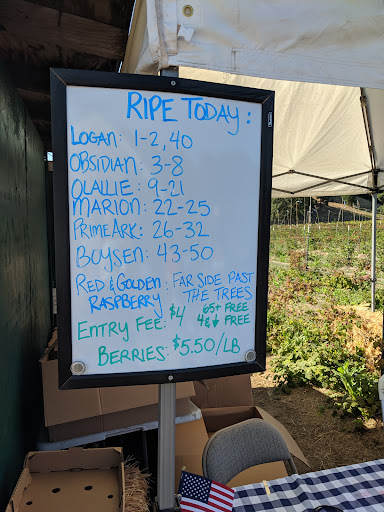 RIPE TODAY:
LOGAN: 1-2, 40
OBSIDIAN: 3-8
OLALLIE: 9-21
MARION: 22-25
PRIME ARK: 26-32
BOYSEN: 43-50
RED & GOLDEN: FAR SIDE PAST
RASPBERRY THE TREES
ENTRY FEE: $4 65+ FREE
4&↓ FREE
BERRIES: $5.50/LB